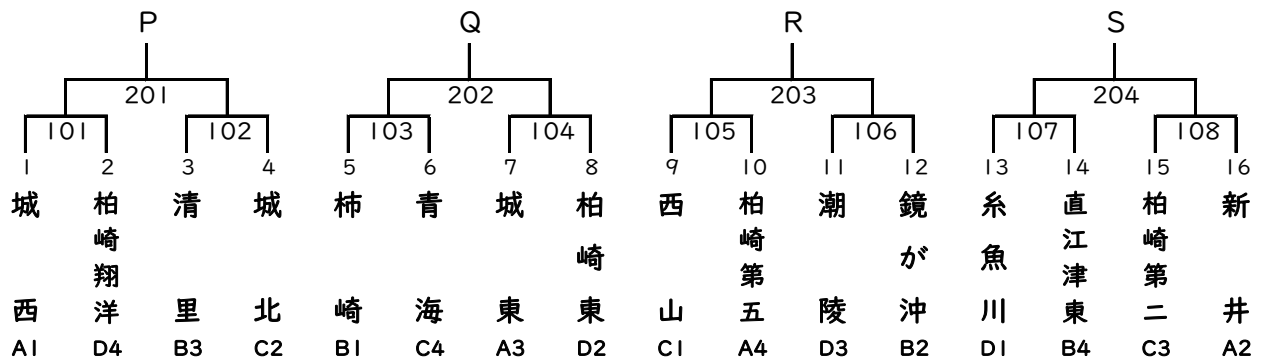 P Q R S
201 202 203 204
101 102 103 104 105 106 107 108
1 2 3 4 5 6 7 8 9 10 11 12 13 14 15 16
城西
柏崎翔洋
清里
城北
柿崎
青海
城東
柏崎東
西山
柏崎第五
潮陵
鏡が沖
糸魚川
直江津東
柏崎第二
新井
A1 D4 B3 C2 B1 C4 A3 D2 C1 A4 D3 B2 D1 B4 C3 A2